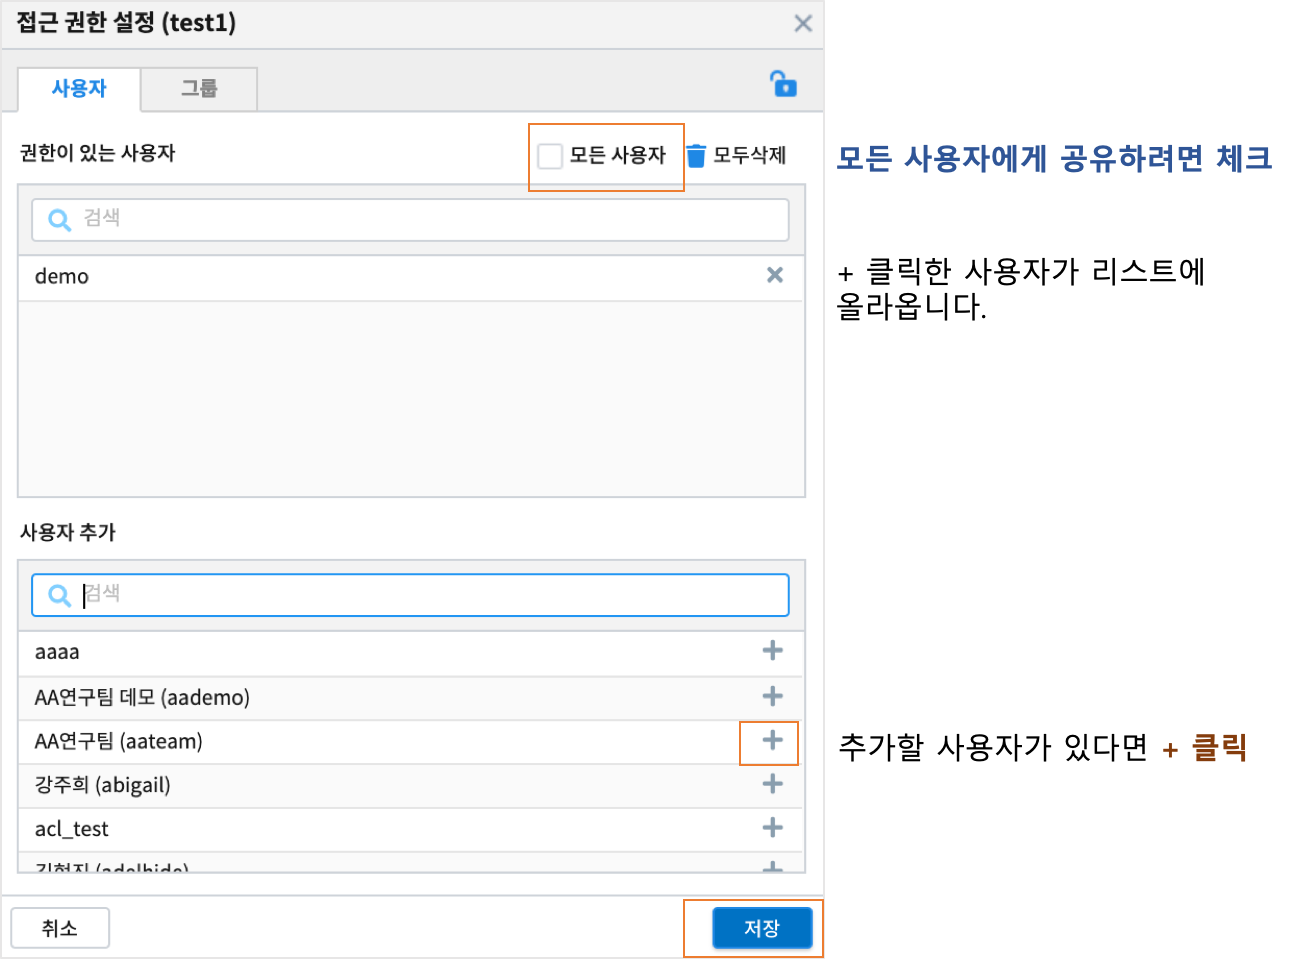 접근 권한 설정 (test1)
사용자
그룹
권한이 있는 사용자
모든 사용자
모두삭제
모든 사용자에게 공유하려면 체크
검색
demo
+ 클릭한 사용자가 리스트에
올라옵니다.
사용자 추가
검색
aaaa
AA연구팀 데모 (aademo)
AA연구팀 (aateam)
추가할 사용자가 있다면 + 클릭
강주희 (abigail)
acl_test
(adelhide)
취소
저장